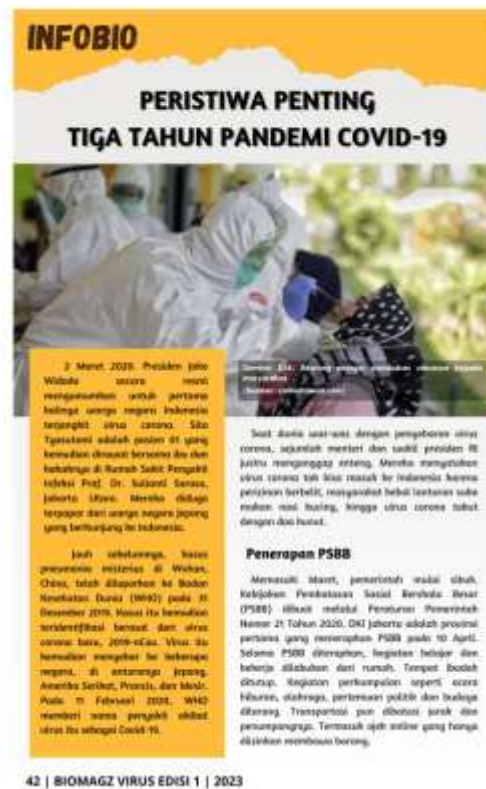 INFOBIO
PERISTIWA PENTING
TIGA TAHUN PANDEMI COVID-19
2 Maret 2020. Presiden Joko
Widodo secara resmi
mengumumkan untuk pertama
kalinya warga negara Indonesia
terjangkit virus corona. Sita
Tyasutami adalah pasien 01 yang
kemudian dirawat bersama ibu dan
kakaknya di Rumah Sakit Penyakit
Infeksi Prof. Dr. Sulianti Saroso,
Jakarta Utara. Mereka diduga
terpapar dari warga negara Jepang
yang berkunjung ke Indonesia.
Jauh sebelumnya, kasus
pneumonia misterius di Wuhan,
China, telah dilaporkan ke Badan
Kesehatan Dunia (WHO) pada 31
Desember 2019. Kasus itu kemudian
teridentifikasi berasal dari virus
corona baru, 2019-nCov. Virus itu
kemudian menyebar ke beberapa
negara, di antaranya Jepang,
Amerika Serikat, Prancis, dan Mesir.
Pada 11 Februari 2020, WHO
memberi nama penyakit akibat
virus itu sebagai Covid-19.
Gambar petugas melakukan vaksinasi kepada
masyarakat
Saat dunia was-was dengan penyebaran virus
corona, sejumlah menteri dan wakil presiden RI
justru menganggap enteng. Mereka menyatakan
virus corona tak bisa masuk ke Indonesia karena
perizinan berbelit, masyarakat kebal lantaran suka
makan nasi kucing, hingga virus corona takut
dengan doa kunut.
Penerapan PSBB
Memasuki Maret, pemerintah mulai sibuk.
Kebijakan Pembatasan Sosial Berskala Besar
(PSBB) dibuat melalui Peraturan Pemerintah
Nomor 21 Tahun 2020. DKI Jakarta adalah provinsi
pertama yang menerapkan PSBB pada 10 April.
Selama PSBB diterapkan, kegiatan belajar dan
bekerja dilakukan dari rumah. Tempat ibadah
ditutup. Kegiatan perkumpulan seperti acara
hiburan, olahraga, pertemuan politik dan budaya
dilarang. Transportasi pun dibatasi jarak dan
penumpangnya. Termasuk ojek online yang hanya
diizinkan membawa barang.
42 | BIOMAGZ VIRUS EDISI 1 | 2023